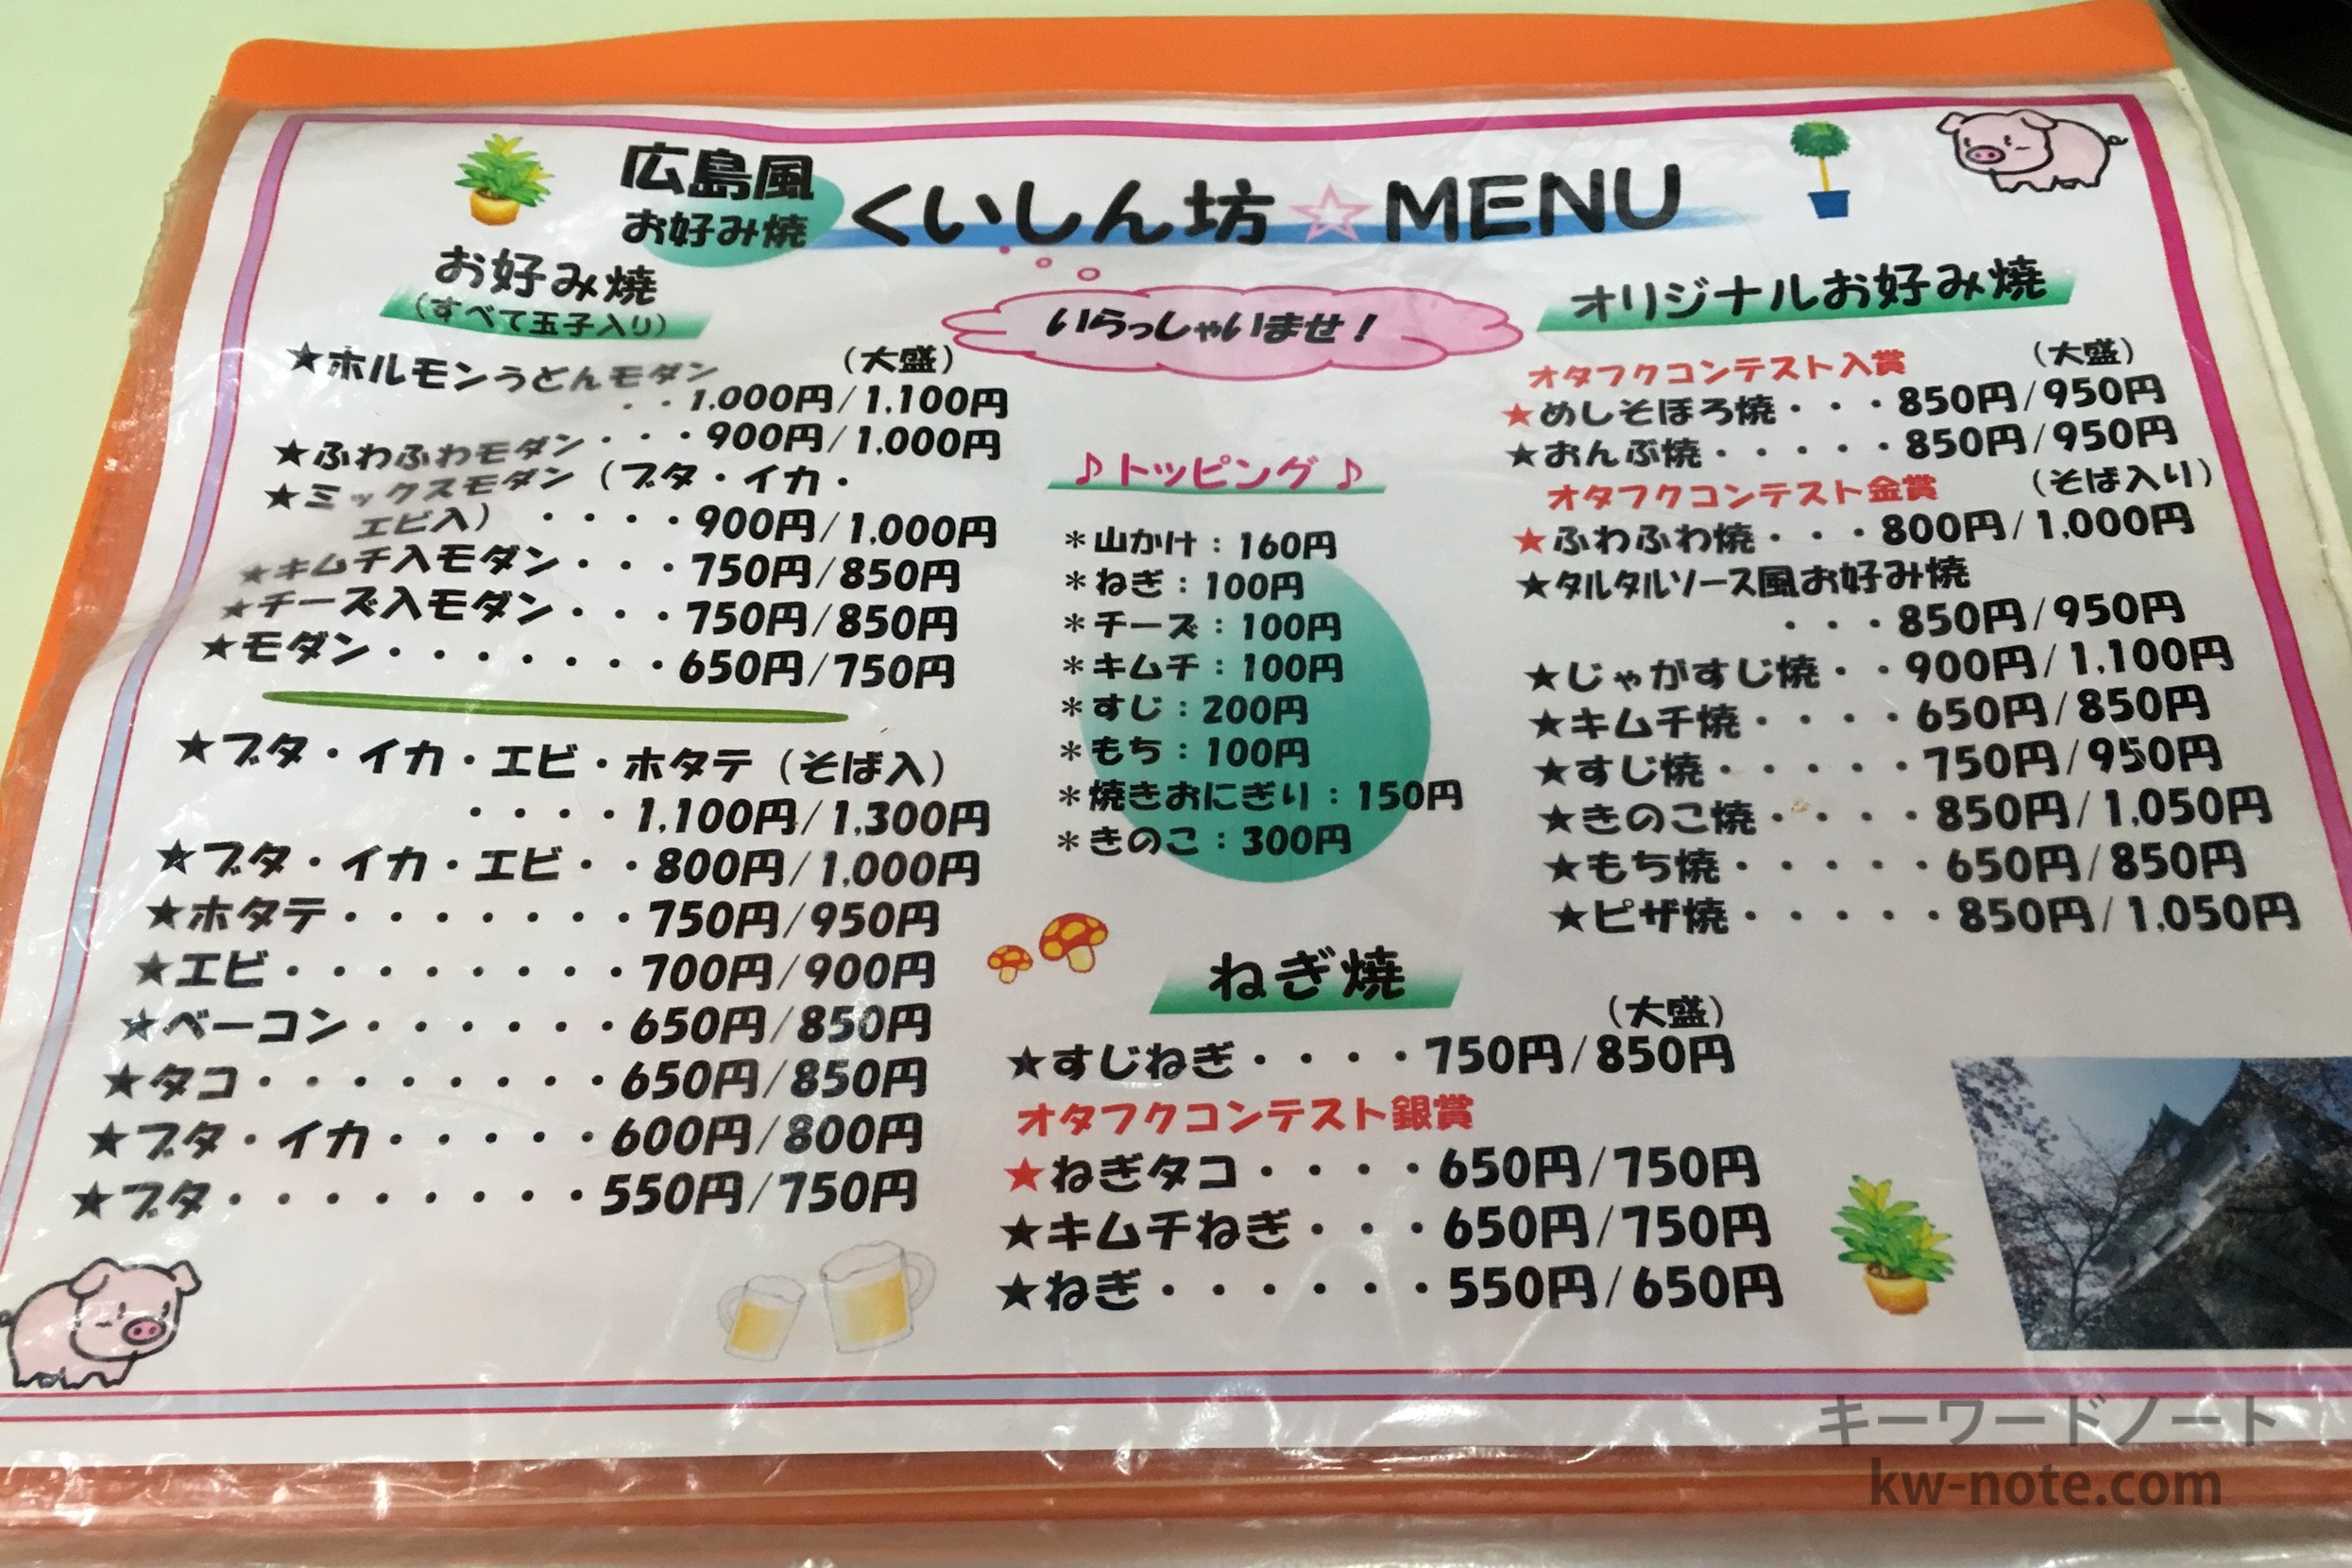 広島風
お好み焼
くいしん坊☆MENU
お好み焼
(すべて玉子入り)
(大盛)
★ホルモンうどんモダン
・・1,000円/1,100円
★ふわふわモダン・・・900円/1,000円
★ミックスモダン(ブタ・イカ・
エビ入)・・・・900円/1,000円
★キムチ入モダン・・・750円/850円
★チーズ入モダン・・・750円/850円
★モダン・・・・・・・650円/750円
★ブタ・イカ・エビ・ホタテ(そば入)
・・・・1,100円/1,300円
★ブタ・イカ・エビ・・800円/1,000円
★ホタテ・・・・・・・750円/950円
★エビ・・・・・・・・700円/900円
★ベーコン・・・・・・650円/850円
★タコ・・・・・・・・650円/850円
★ブタ・イカ・・・・・600円/800円
★ブタ・・・・・・・・550円/750円
いらっしゃいませ!
♪トッピング♪
*山かけ:160円
*ねぎ:100円
*チーズ:100円
*キムチ:100円
*すじ:200円
*もち:100円
*焼きおにぎり:150円
*きのこ:300円
ねぎ焼
(大盛)
★すじねぎ・・・・750円/850円
オタフクコンテスト銀賞
★ねぎタコ・・・・650円/750円
★キムチねぎ・・・650円/750円
★ねぎ・・・・・・550円/650円
オリジナルお好み焼
オタフクコンテスト入賞 (大盛)
★めしそぼろ焼・・・850円/950円
★おんぶ焼・・・・・850円/950円
オタフクコンテスト金賞 (そば入り)
★ふわふわ焼・・・800円/1,000円
★タルタルソース風お好み焼
・・・850円/950円
★じゃがすじ焼・・900円/1,100円
★キムチ焼・・・・650円/850円
★すじ焼・・・・・750円/950円
★きのこ焼・・・・850円/1,050円
★もち焼・・・・・650円/850円
★ピザ焼・・・・・850円/1,050円
キーワードノート
kw-note.com